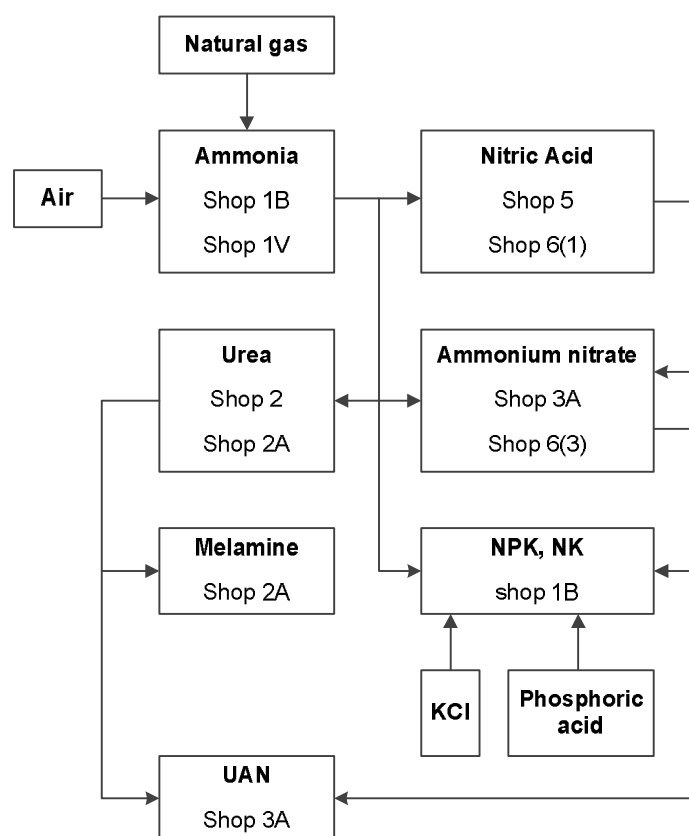 Natural gas
Air
Ammonia
Shop 1B
Shop 1V
Nitric Acid
Shop 5
Shop 6(1)
Urea
Shop 2
Shop 2A
Ammonium nitrate
Shop 3A
Shop 6(3)
Melamine
Shop 2A
NPK, NK
shop 1B
KCl
Phosphoric
acid
UAN
Shop 3A